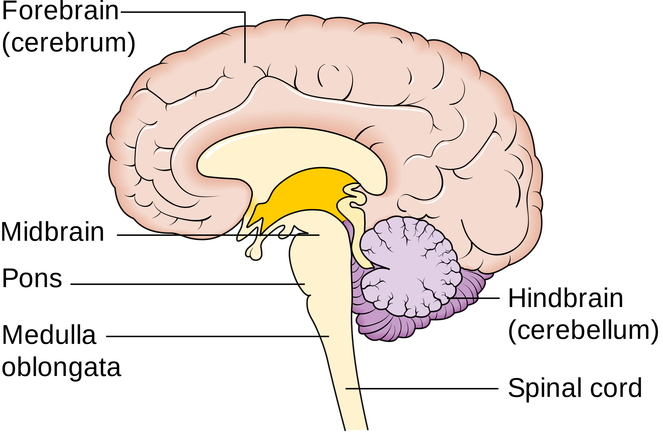 Forebrain
(cerebrum)
Midbrain
Pons
Medulla
oblongata
Hindbrain
(cerebellum)
Spinal cord